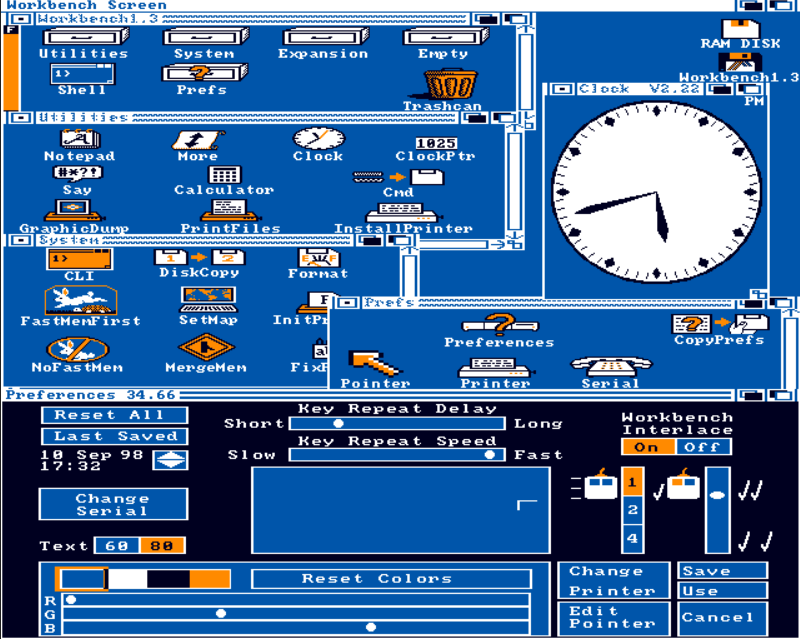 Workbench Screen
Workbench1.3
Utilities System Expansion Empty
1>
Shell Prefs
Trashcan
RAM DISK
Workbench1.3
Clock V2.22
PM
Utilities
Notepad More Clock ClockPtr
1025
#*?!
Say Calculator Cmd
GraphicDump PrintFiles InstallPrinter
System
1> 1 2
CLI DiskCopy Format
FastMemFirst SetMap InitPr
NoFastMem MergeMem FixF
Prefs
Preferences CopyPrefs
Pointer Printer Serial
Preferences 34.66
Reset All
Last Saved
10 Sep 98
17:32
Change
Serial
Text 60 80
Key Repeat Delay
Short Long
Key Repeat Speed
Slow Fast
Workbench
Interlace
On Off
1
2
4
Reset Colors
R
G
B
Change
Printer
Edit
Pointer
Save
Use
Cancel